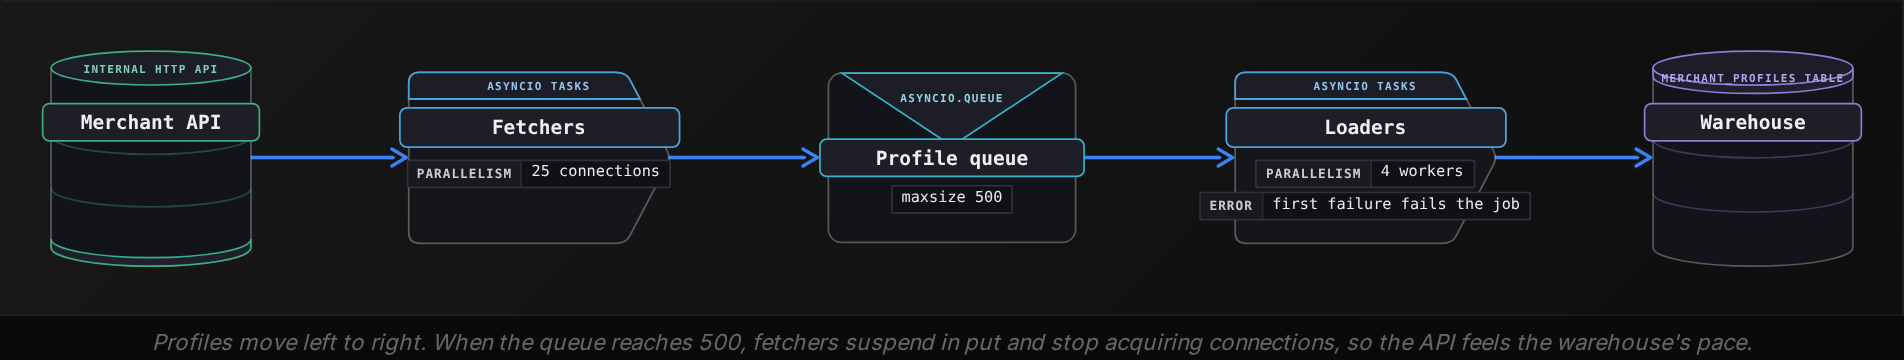 INTERNAL HTTP API
Merchant API
ASYNCIO TASKS
Fetchers
PARALLELISM 25 connections
ASYNCIO.QUEUE
Profile queue
maxsize 500
ASYNCIO TASKS
Loaders
PARALLELISM 4 workers
ERROR first failure fails the job
MERCHANT PROFILES TABLE
Warehouse
Profiles move left to right. When the queue reaches 500, fetchers suspend in put and stop acquiring connections, so the API feels the warehouse's pace.